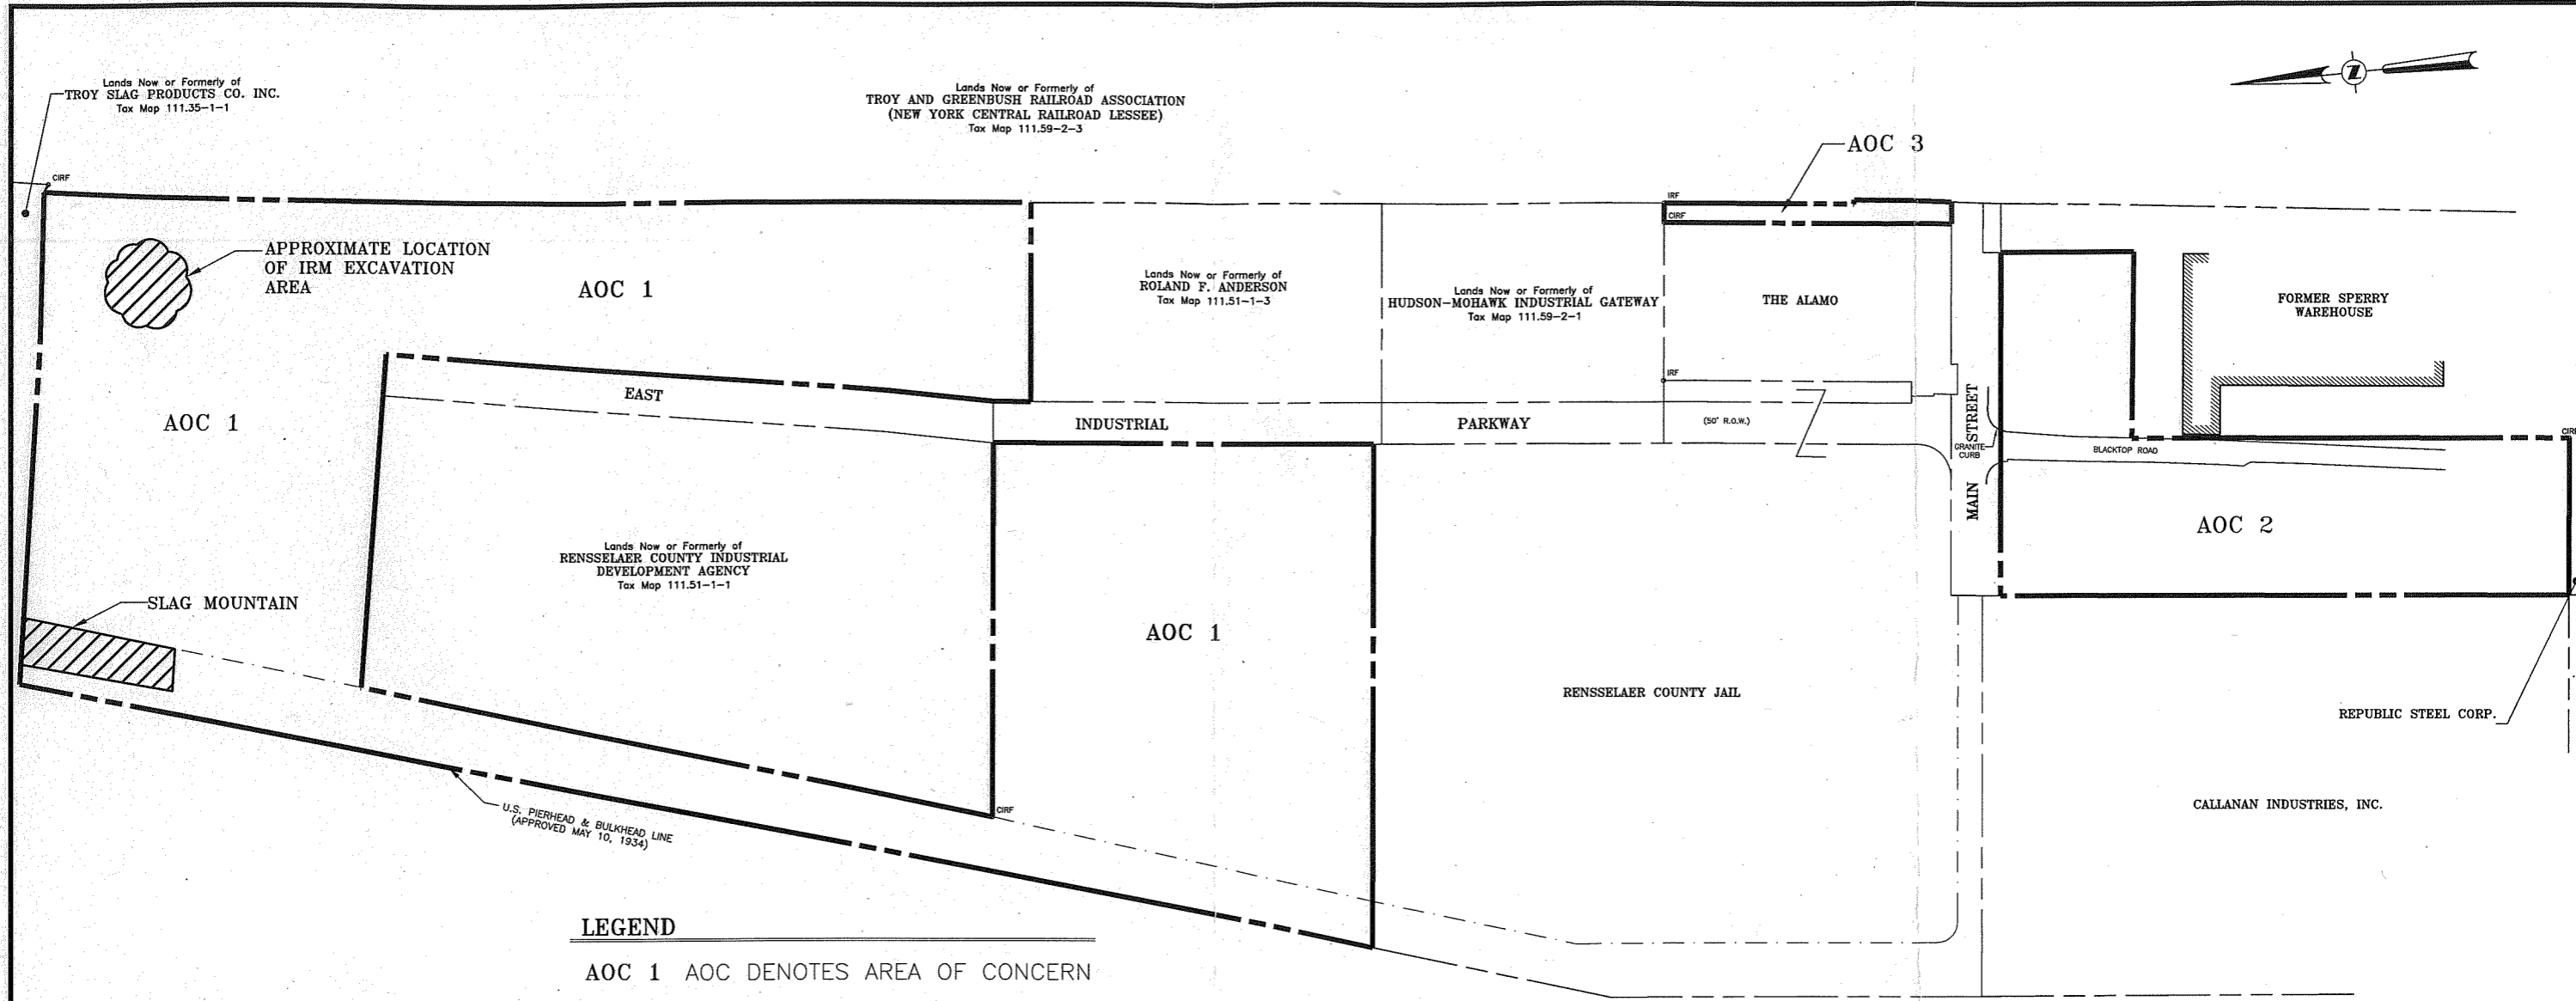 Lands Now or Formerly of
TROY SLAG PRODUCTS CO. INC.
Tax Map 111.35-1-1
Lands Now or Formerly of
TROY AND GREENBUSH RAILROAD ASSOCIATION
(NEW YORK CENTRAL RAILROAD LESSEE)
Tax Map 111.59-2-3
Z
AOC 3
CIRF
IRF
CIRF
APPROXIMATE LOCATION
OF IRM EXCAVATION
AREA
AOC 1
Lands Now or Formerly of
ROLAND F. ANDERSON
Tax Map 111.51-1-3
Lands Now or Formerly of
HUDSON-MOHAWK INDUSTRIAL GATEWAY
Tax Map 111.59-2-1
THE ALAMO
FORMER SPERRY
WAREHOUSE
IRF
EAST
INDUSTRIAL
PARKWAY
(50' R.O.W.)
MAIN STREET
GRANITE
CURB
BLACKTOP ROAD
CIRF
AOC 1
AOC 2
Lands Now or Formerly of
RENSSELAER COUNTY INDUSTRIAL
DEVELOPMENT AGENCY
Tax Map 111.51-1-1
SLAG MOUNTAIN
AOC 1
RENSSELAER COUNTY JAIL
REPUBLIC STEEL CORP.
CIRF
U.S. PIERHEAD & BULKHEAD LINE
(APPROVED MAY 10, 1934)
CALLANAN INDUSTRIES, INC.
LEGEND
AOC 1 AOC DENOTES AREA OF CONCERN